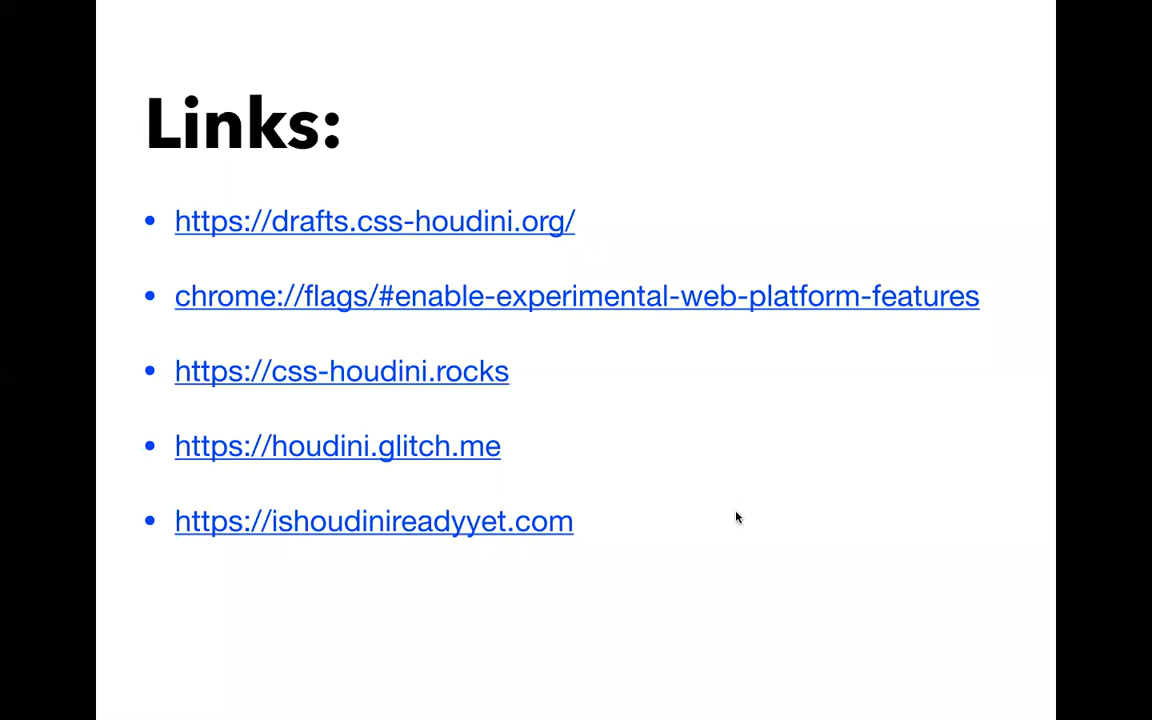 Links:
• https://drafts.css-houdini.org/
• chrome://flags/#enable-experimental-web-platform-features
• https://css-houdini.rocks
• https://houdini.glitch.me
• https://ishoudinireadyyet.com